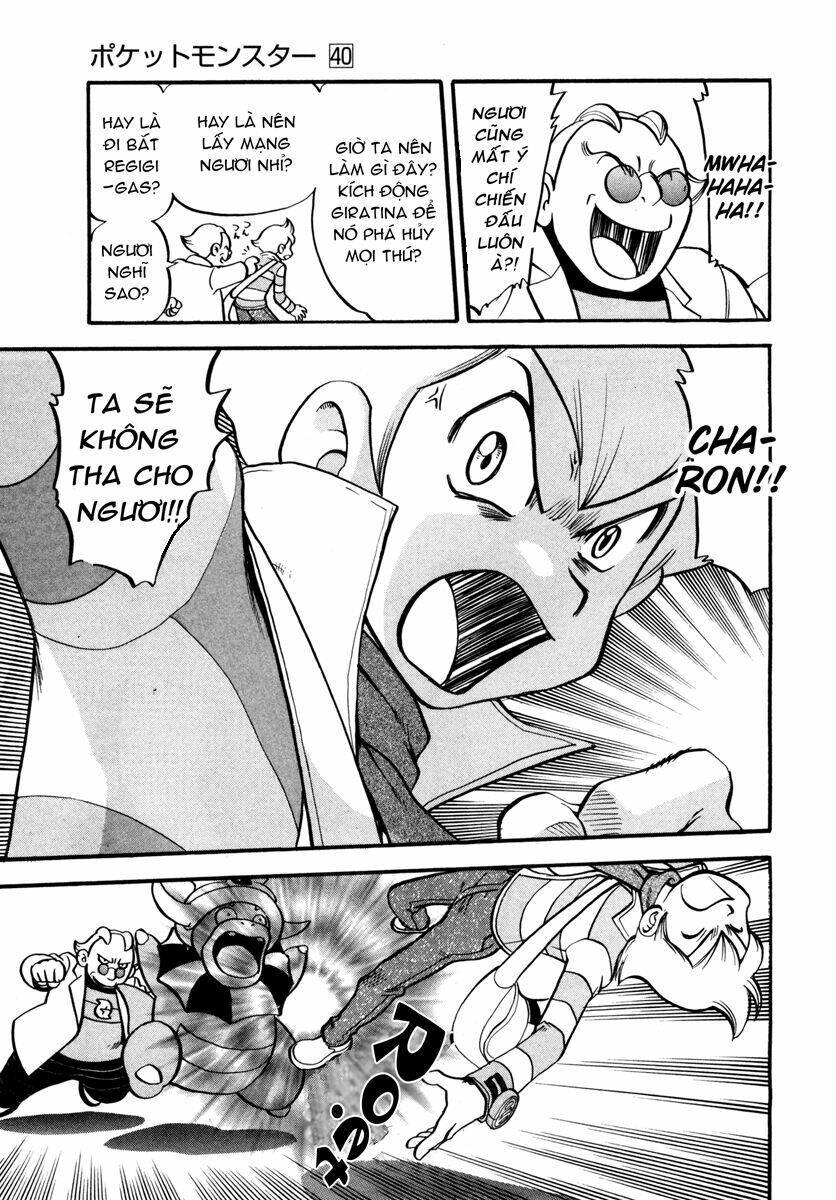 ポケットモンスター 40
NGƯƠI
CŨNG
MẤT Ý
CHÍ
CHIẾN
ĐẤU
LUÔN
À?!
MWHA-
HAHA-
HA!!
GIỜ TA NÊN
LÀM GÌ ĐÂY?
KÍCH ĐỘNG
GIRATINA ĐỂ
NÓ PHÁ HỦY
MỌI THỨ?
HAY LÀ NÊN
LẤY MẠNG
NGƯƠI NHỈ?
HAY LÀ
ĐI BẮT
REGIGI
-GAS?
NGƯƠI
NGHĨ
SAO?
CHA-
RON!!
TA SẼ
KHÔNG
THA CHO
NGƯƠI!!
Roẹt